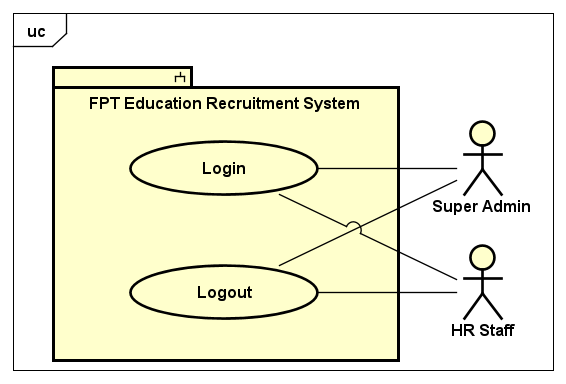 uc
FPT Education Recruitment System
Login
Super Admin
Logout
HR Staff